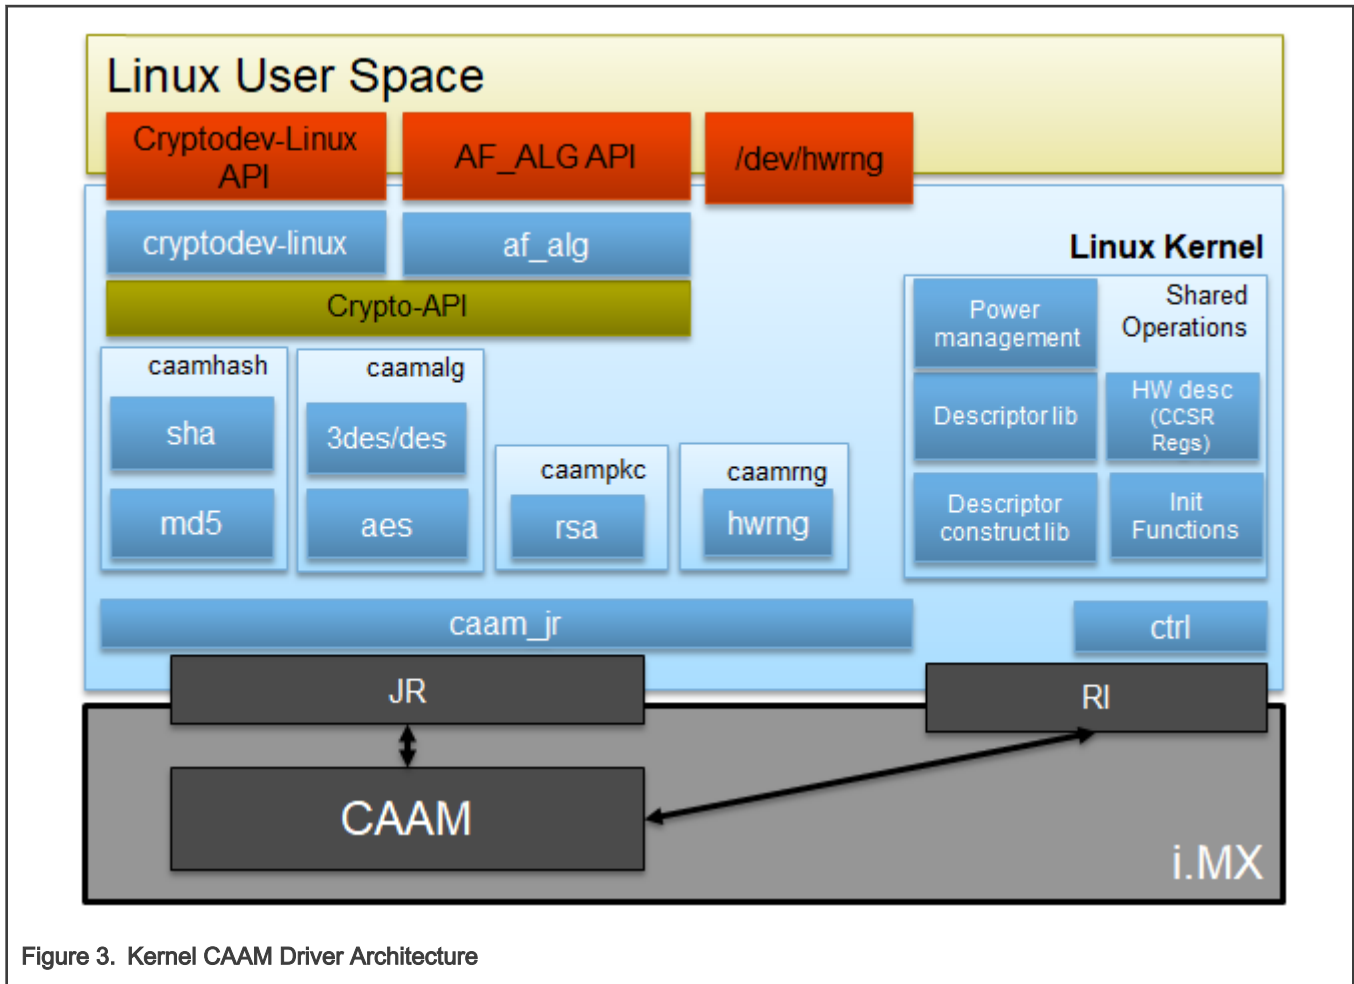 Linux User Space
Cryptodev-Linux
API
AF_ALG API
/dev/hwrng
cryptodev-linux
af_alg
Linux Kernel
Crypto-API
Power
management
Shared
Operations
caamhash
caamalg
sha
3des/des
Descriptor lib
HW desc
(CCSR
Regs)
caampkc
caamrng
md5
aes
rsa
hwrng
Descriptor
construct lib
Init
Functions
caam_jr
ctrl
JR
RI
CAAM
i.MX
Figure 3. Kernel CAAM Driver Architecture